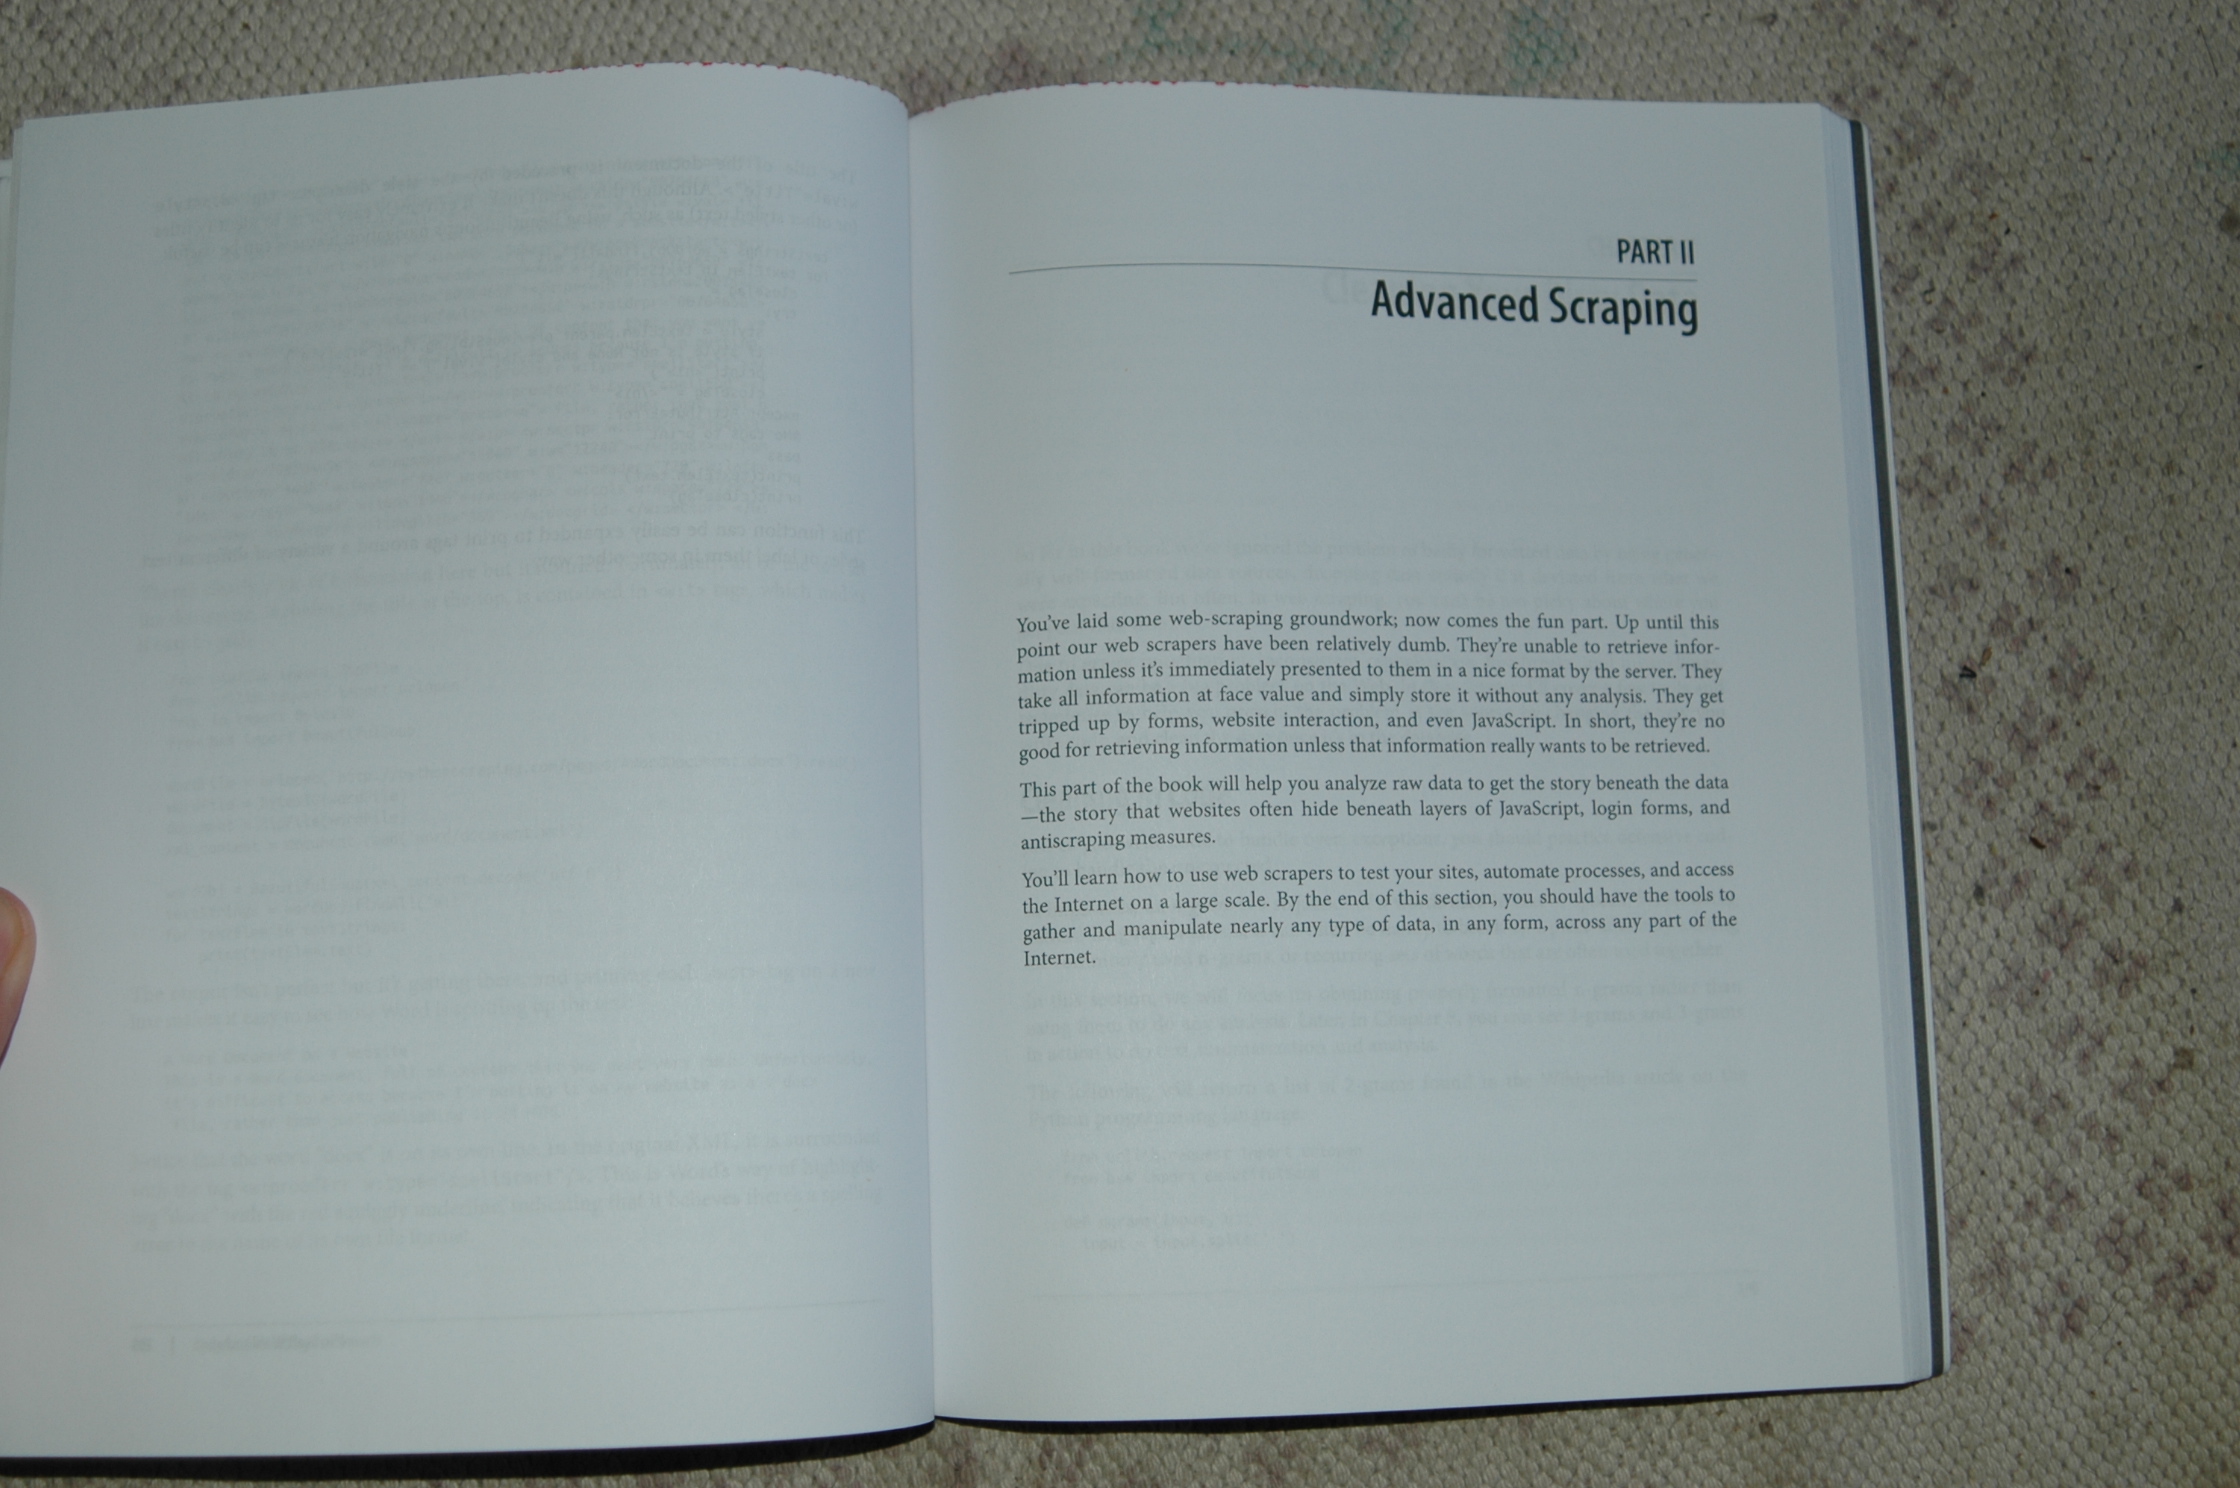 PART II
Advanced Scraping
You've laid some web-scraping groundwork; now comes the fun part. Up until this
point our web scrapers have been relatively dumb. They're unable to retrieve infor-
mation unless it's immediately presented to them in a nice format by the server. They
take all information at face value and simply store it without any analysis. They get
tripped up by forms, website interaction, and even JavaScript. In short, they're no
good for retrieving information unless that information really wants to be retrieved.
This part of the book will help you analyze raw data to get the story beneath the data
—the story that websites often hide beneath layers of JavaScript, login forms, and
antiscraping measures.
You'll learn how to use web scrapers to test your sites, automate processes, and access
the Internet on a large scale. By the end of this section, you should have the tools to
gather and manipulate nearly any type of data, in any form, across any part of the
Internet.